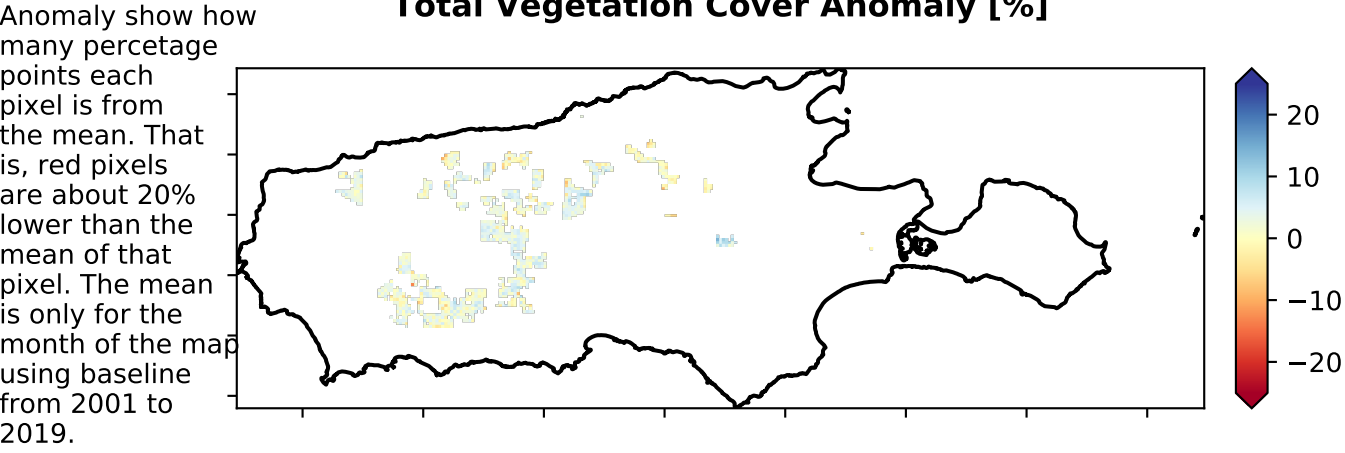 Total Vegetation Cover Anomaly [%]
Anomaly show how
many percetage
points each
pixel is from
the mean. That
is, red pixels
are about 20%
lower than the
mean of that
pixel. The mean
is only for the
month of the map
using baseline
from 2001 to
2019.
20
10
0
−10
−20